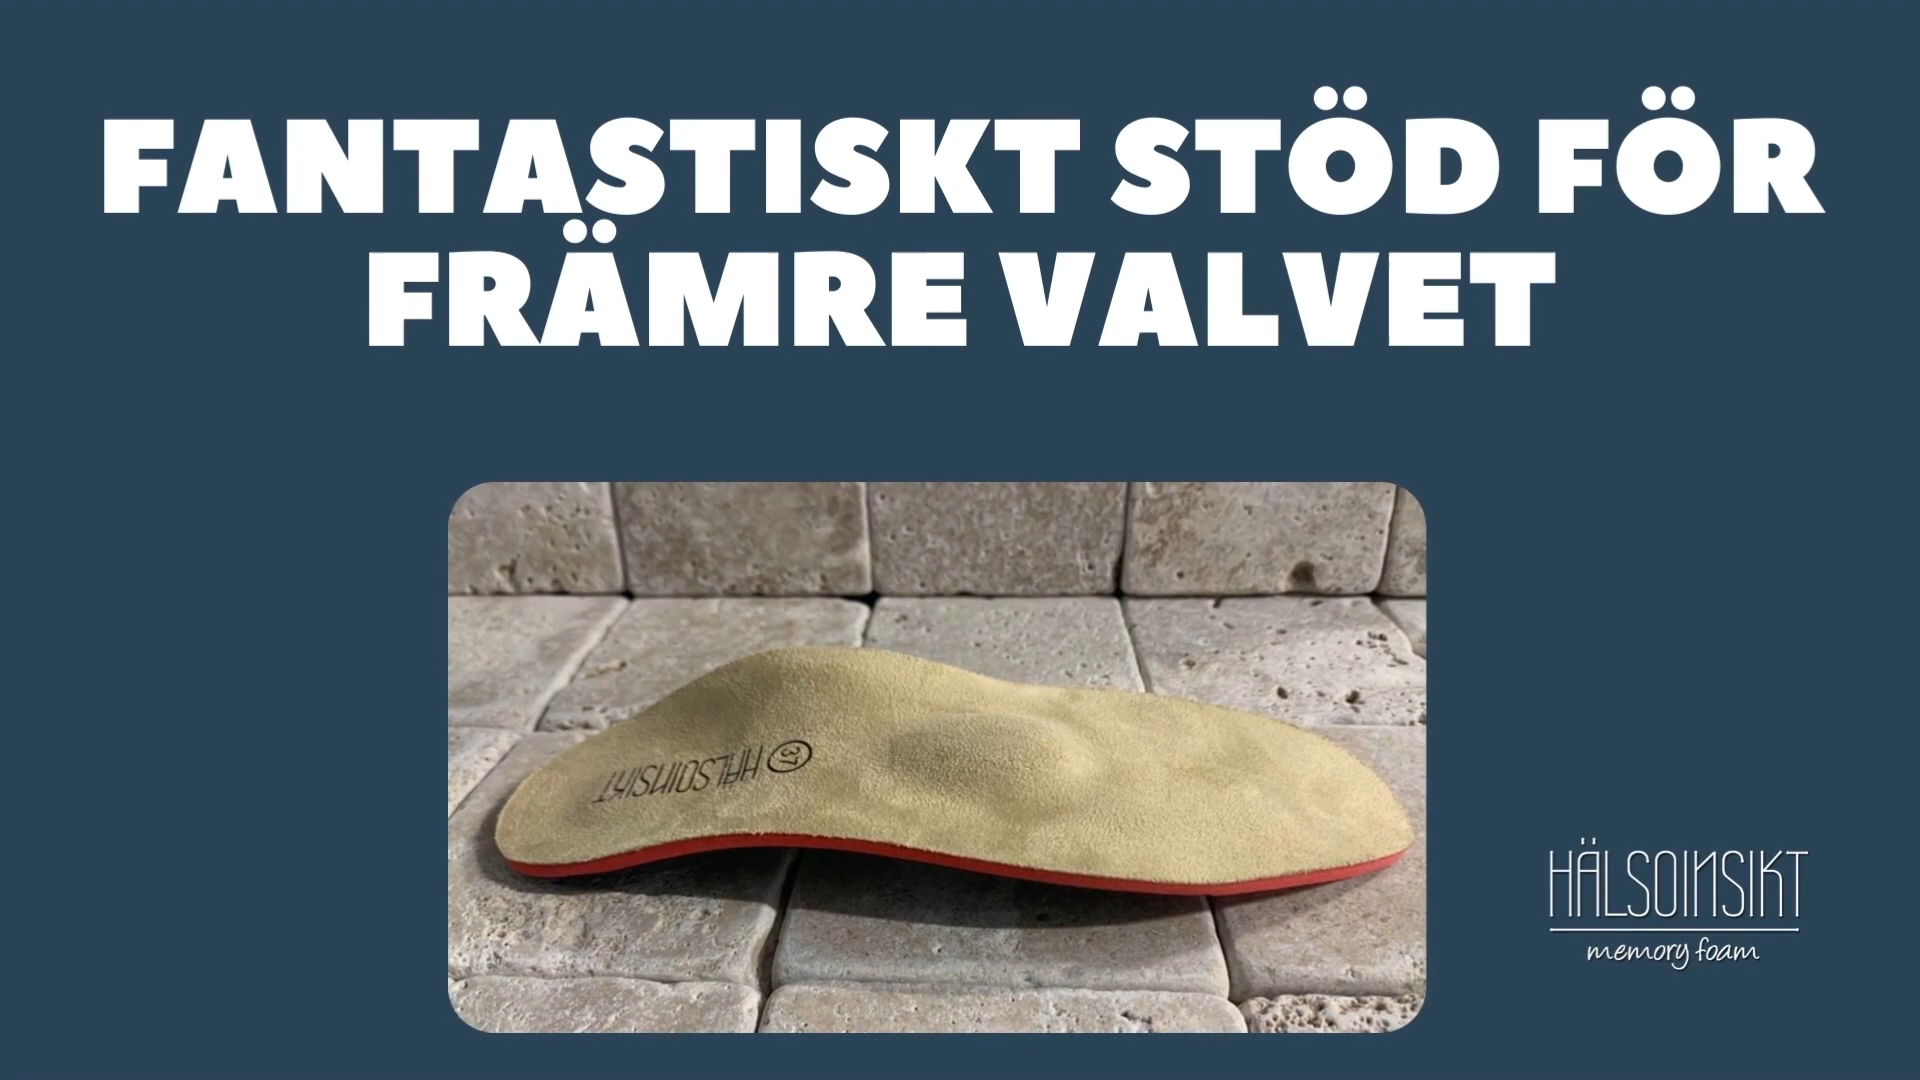 FANTASTISKT STÖD FÖR
FRÄMRE VALVET
HÄLSOINSIKT 37
HÄLSOINSIKT
memory foam